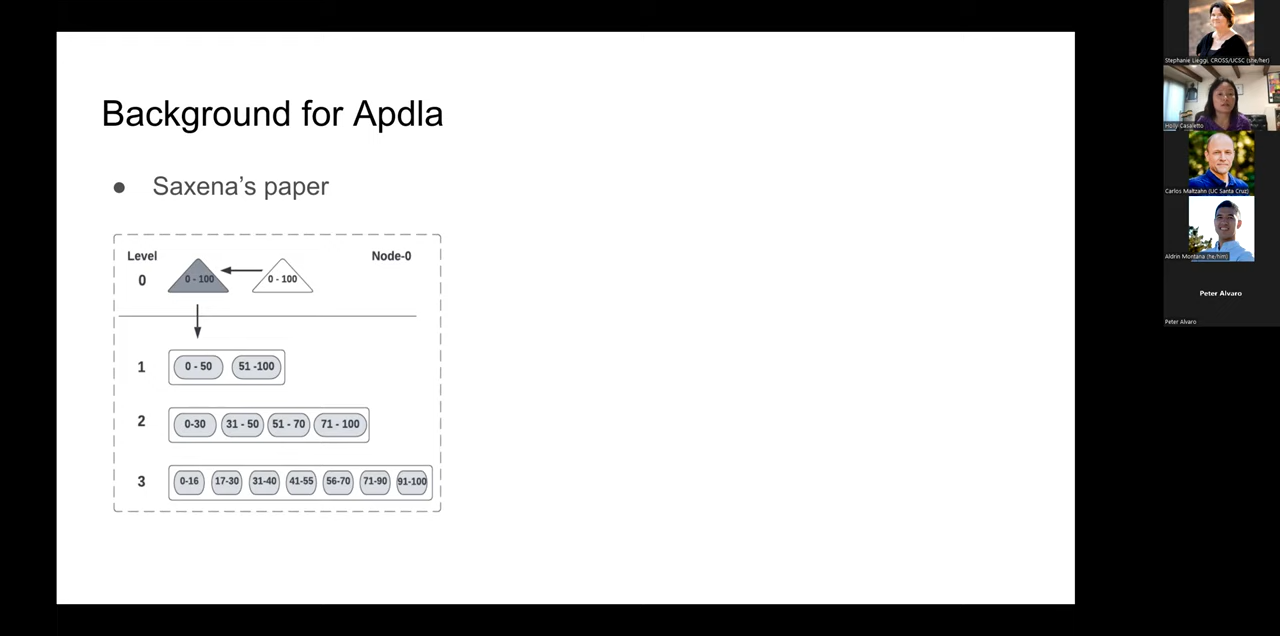 Background for Apdla
● Saxena's paper
Level
Node-0
0
0 - 100
0 - 100
1
0 - 50
51 -100
2
0-30
31 - 50
51 - 70
71 - 100
3
0-16
17-30
31-40
41-55
56-70
71-90
91-100
Stephanie Lieggi, CROSS/UCSC (she/her)
Holly Casaletto
Carlos Maltzahn (UC Santa Cruz)
Aldrin Montana (he/him)
Peter Alvaro
Peter Alvaro